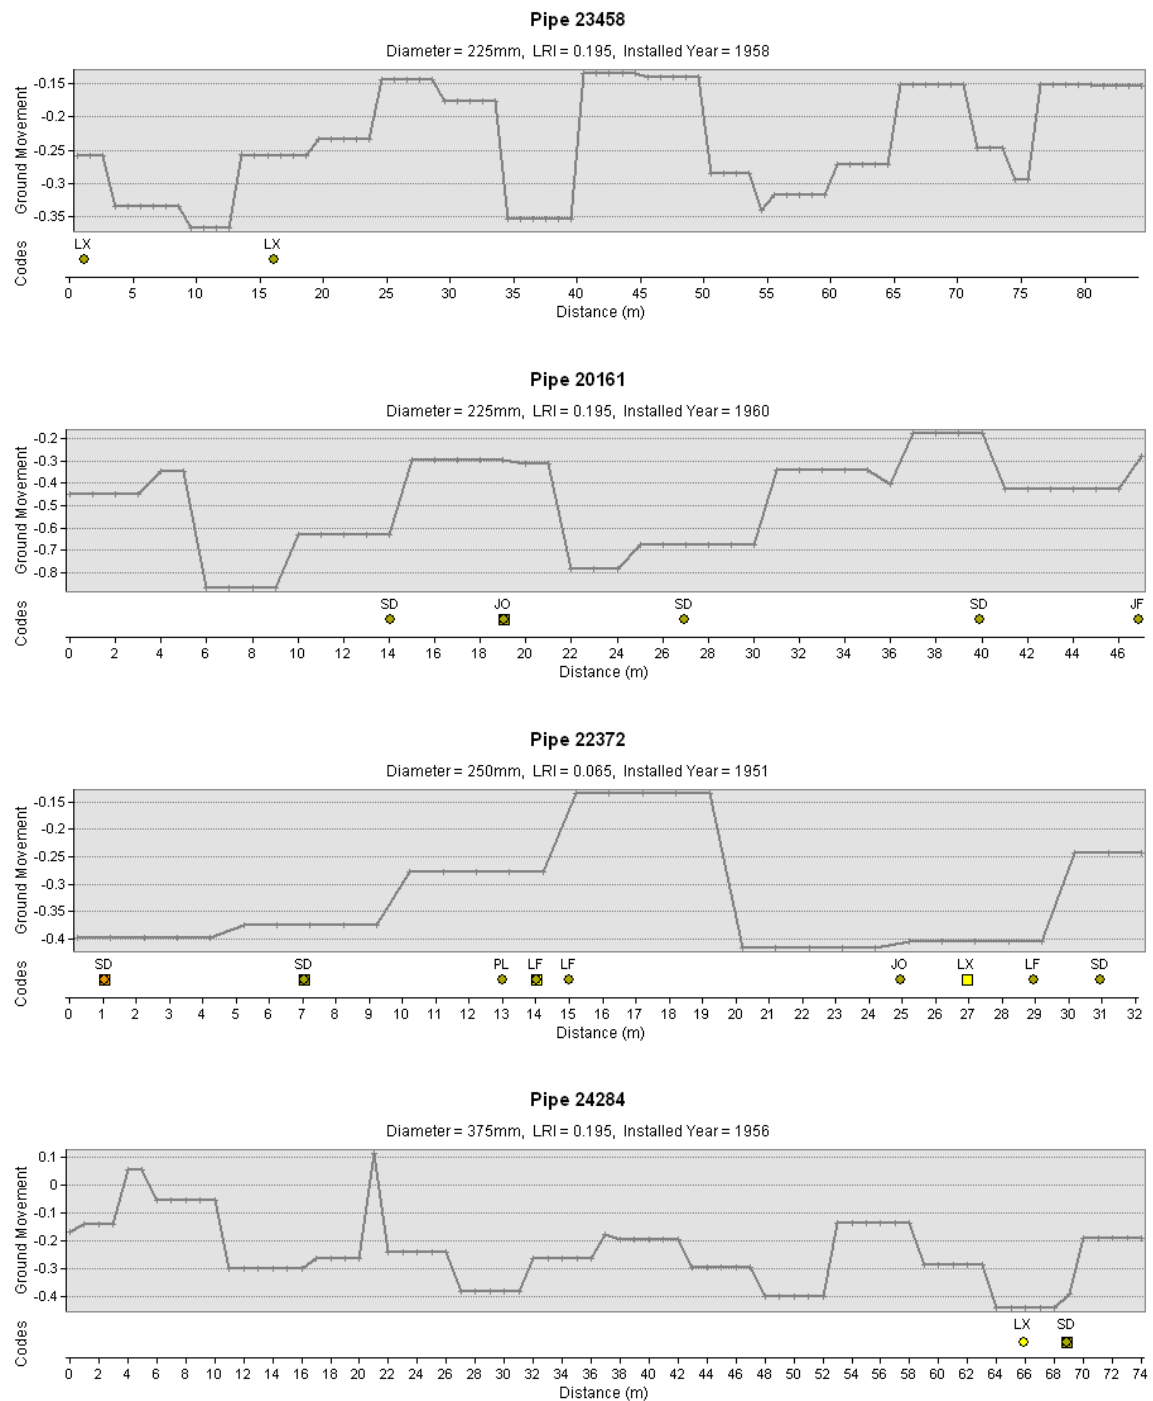 Pipe 23458
Diameter = 225mm, LRI = 0.195, Installed Year = 1958
Ground Movement
-0.15
-0.2
-0.25
-0.3
-0.35
Codes
LX LX
0 5 10 15 20 25 30 35 40 45 50 55 60 65 70 75 80
Distance (m)
Pipe 20161
Diameter = 225mm, LRI = 0.195, Installed Year = 1960
Ground Movement
-0.2
-0.3
-0.4
-0.5
-0.6
-0.7
-0.8
Codes
SD JO SD SD JF
0 2 4 6 8 10 12 14 16 18 20 22 24 26 28 30 32 34 36 38 40 42 44 46
Distance (m)
Pipe 22372
Diameter = 250mm, LRI = 0.065, Installed Year = 1951
Ground Movement
-0.15
-0.2
-0.25
-0.3
-0.35
-0.4
Codes
SD SD PL LF LF JO LX LF SD
0 1 2 3 4 5 6 7 8 9 10 11 12 13 14 15 16 17 18 19 20 21 22 23 24 25 26 27 28 29 30 31 32
Distance (m)
Pipe 24284
Diameter = 375mm, LRI = 0.195, Installed Year = 1956
Ground Movement
0.1
0
-0.1
-0.2
-0.3
-0.4
Codes
LX SD
0 2 4 6 8 10 12 14 16 18 20 22 24 26 28 30 32 34 36 38 40 42 44 46 48 50 52 54 56 58 60 62 64 66 68 70 72 74
Distance (m)